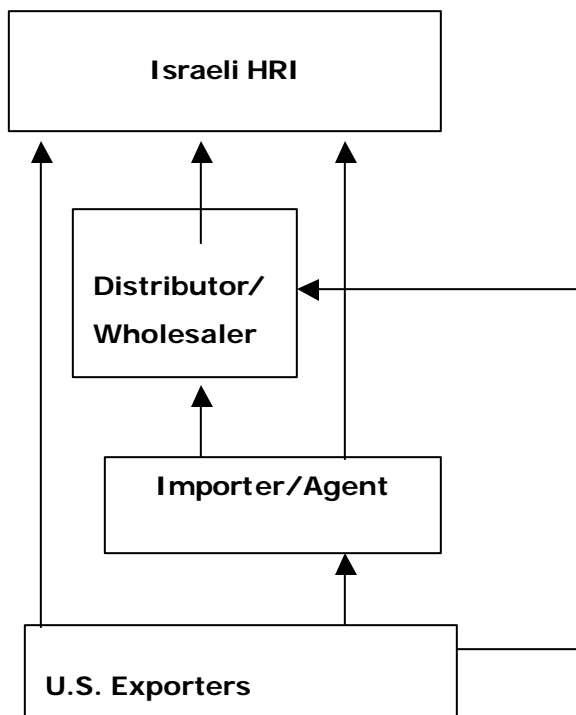 Israeli HRI
Distributor/
Wholesaler
Importer/Agent
U.S. Exporters